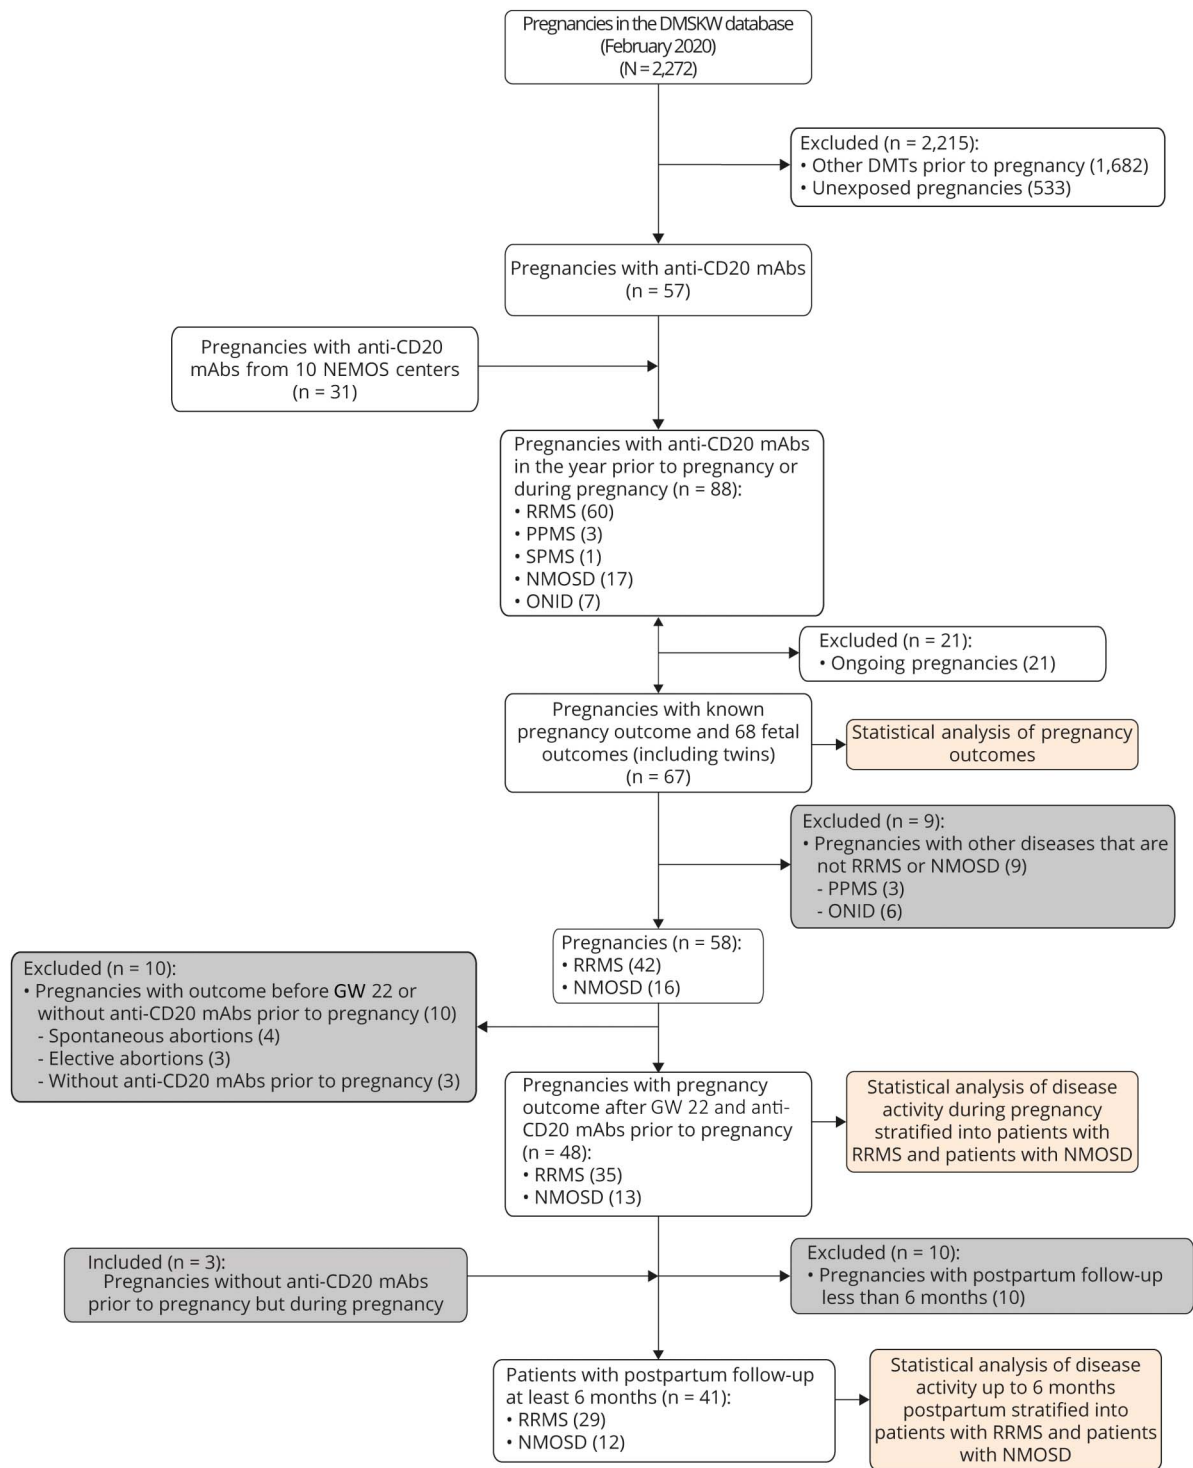 Pregnancies in the DMSKW database
(February 2020)
(N = 2,272)
Excluded (n = 2,215):
• Other DMTs prior to pregnancy (1,682)
• Unexposed pregnancies (533)
Pregnancies with anti-CD20 mAbs
(n = 57)
Pregnancies with anti-CD20
mAbs from 10 NEMOS centers
(n = 31)
Pregnancies with anti-CD20 mAbs
in the year prior to pregnancy or
during pregnancy (n = 88):
• RRMS (60)
• PPMS (3)
• SPMS (1)
• NMOSD (17)
• ONID (7)
Excluded (n = 21):
• Ongoing pregnancies (21)
Pregnancies with known
pregnancy outcome and 68 fetal
outcomes (including twins)
(n = 67)
Statistical analysis of pregnancy
outcomes
Excluded (n = 9):
• Pregnancies with other diseases that are
not RRMS or NMOSD (9)
- PPMS (3)
- ONID (6)
Pregnancies (n = 58):
• RRMS (42)
• NMOSD (16)
Excluded (n = 10):
• Pregnancies with outcome before GW 22 or
without anti-CD20 mAbs prior to pregnancy (10)
- Spontaneous abortions (4)
- Elective abortions (3)
- Without anti-CD20 mAbs prior to pregnancy (3)
Pregnancies with pregnancy
outcome after GW 22 and anti-
CD20 mAbs prior to pregnancy
(n = 48):
• RRMS (35)
• NMOSD (13)
Statistical analysis of disease
activity during pregnancy
stratified into patients with
RRMS and patients with NMOSD
Included (n = 3):
Pregnancies without anti-CD20 mAbs
prior to pregnancy but during pregnancy
Excluded (n = 10):
• Pregnancies with postpartum follow-up
less than 6 months (10)
Patients with postpartum follow-up
at least 6 months (n = 41):
• RRMS (29)
• NMOSD (12)
Statistical analysis of disease
activity up to 6 months
postpartum stratified into
patients with RRMS and patients
with NMOSD